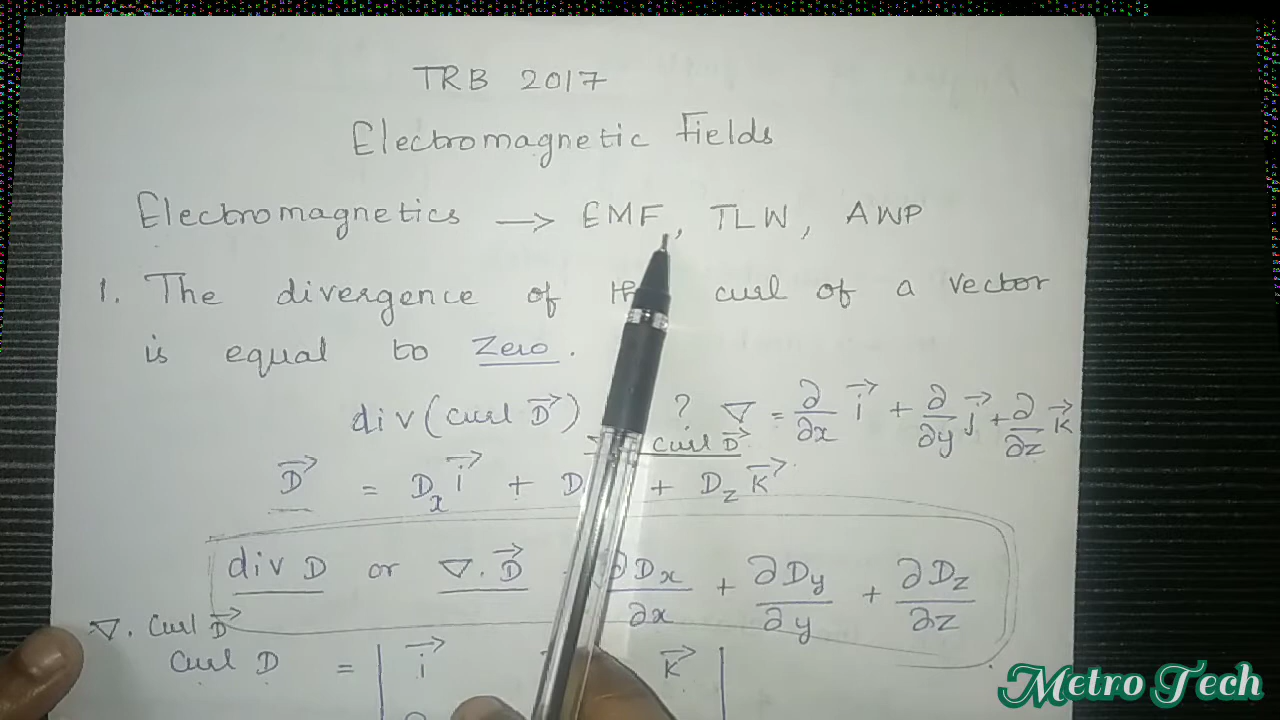 TRB 2017
Electromagnetic Fields
Electromagnetics → EMF, TLW, AWP
1. The divergence of curl of a vector
is equal to Zero.
div (curl D⃗) ? ∇ = ∂/∂x i⃗ + ∂/∂y j⃗ + ∂/∂z K⃗
curl D⃗
D⃗ = Dx i⃗ + D + Dz K⃗
div D or ∇. D⃗ ∂Dx/∂x + ∂Dy/∂y + ∂Dz/∂z
∇. Curl D⃗
Curl D = | i⃗ K⃗ |
Metro Tech